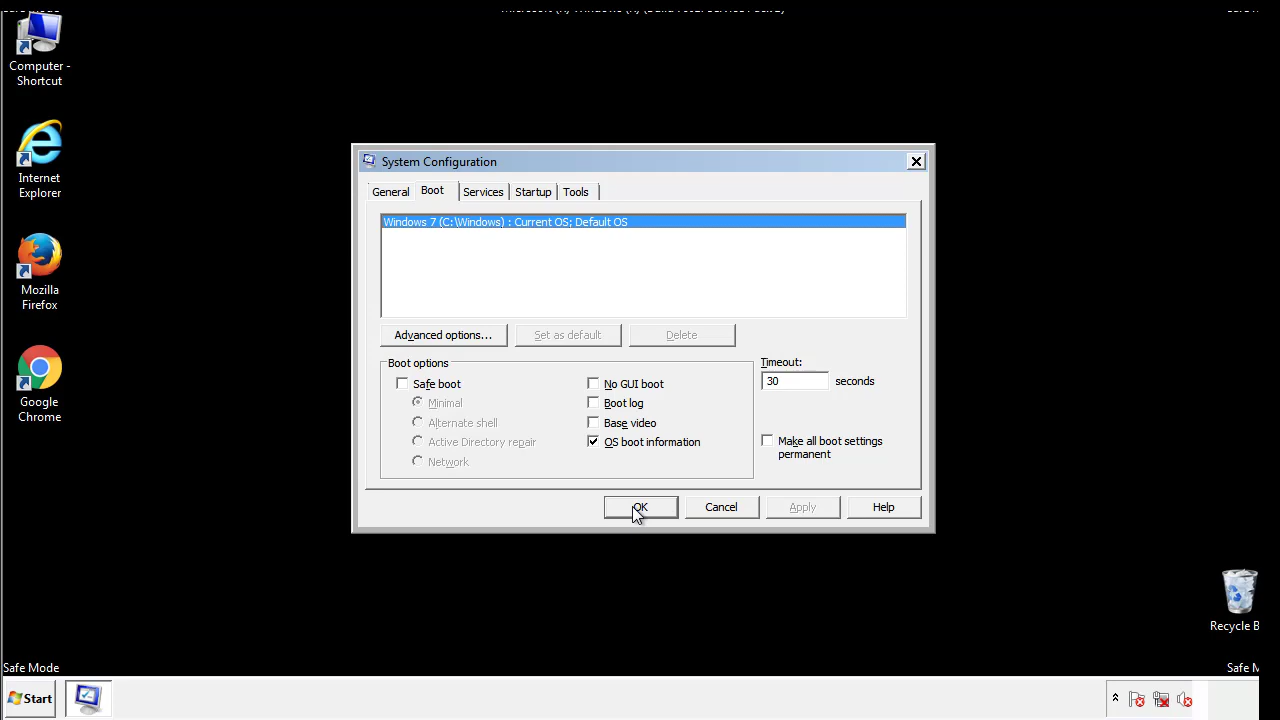 Computer -
Shortcut
Internet
Explorer
Mozilla
Firefox
Google
Chrome
System Configuration
General
Boot
Services
Startup
Tools
Windows 7 (C:\Windows) : Current OS; Default OS
Advanced options...
Set as default
Delete
Boot options
Safe boot
Minimal
Alternate shell
Active Directory repair
Network
No GUI boot
Boot log
Base video
OS boot information
Timeout:
30 seconds
Make all boot settings
permanent
OK
Cancel
Apply
Help
Recycle B
Safe Mode
Safe M
Start